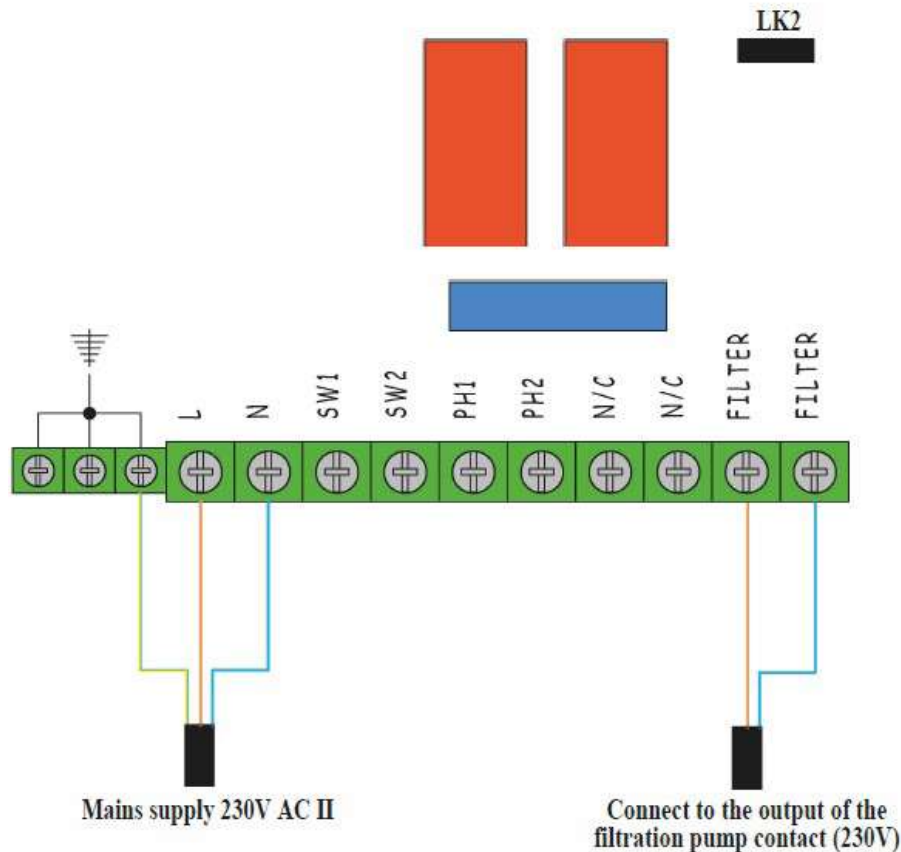 LK2
L
N
SW1
SW2
PH1
PH2
N/C
N/C
FILTER
FILTER
Mains supply 230V AC II
Connect to the output of the
filtration pump contact (230V)